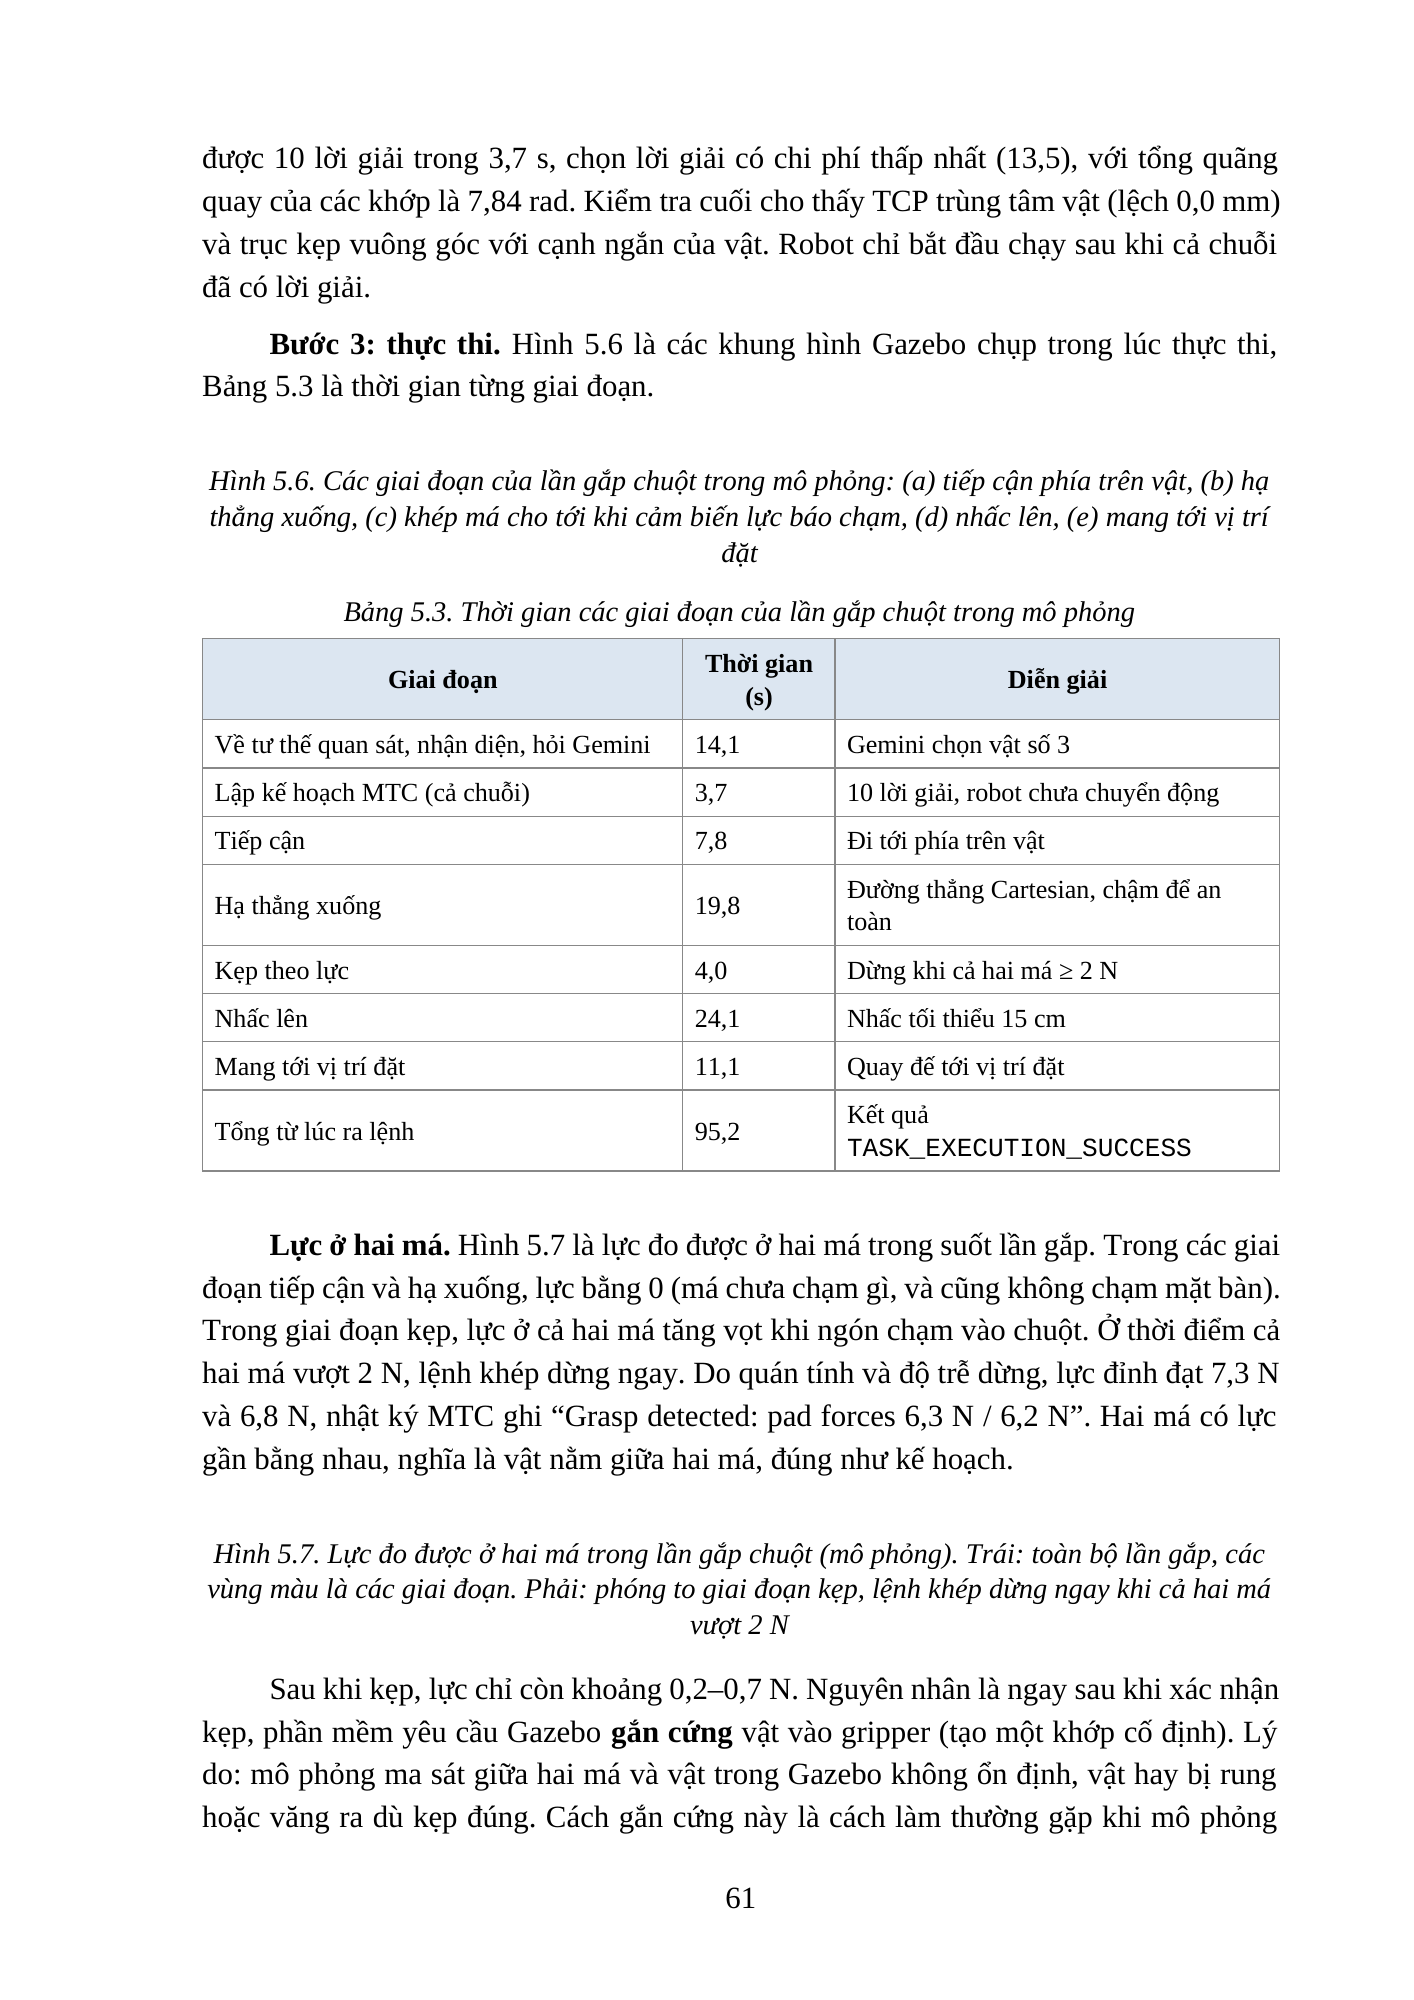 được 10 lời giải trong 3,7 s, chọn lời giải có chi phí thấp nhất (13,5), với tổng quãng
quay của các khớp là 7,84 rad. Kiểm tra cuối cho thấy TCP trùng tâm vật (lệch 0,0 mm)
và trục kẹp vuông góc với cạnh ngắn của vật. Robot chỉ bắt đầu chạy sau khi cả chuỗi
đã có lời giải.
Bước 3: thực thi. Hình 5.6 là các khung hình Gazebo chụp trong lúc thực thi,
Bảng 5.3 là thời gian từng giai đoạn.
Hình 5.6. Các giai đoạn của lần gắp chuột trong mô phỏng: (a) tiếp cận phía trên vật, (b) hạ
thẳng xuống, (c) khép má cho tới khi cảm biến lực báo chạm, (d) nhấc lên, (e) mang tới vị trí
đặt
Bảng 5.3. Thời gian các giai đoạn của lần gắp chuột trong mô phỏng
Giai đoạn
Thời gian
(s)
Diễn giải
Về tư thế quan sát, nhận diện, hỏi Gemini
14,1
Gemini chọn vật số 3
Lập kế hoạch MTC (cả chuỗi)
3,7
10 lời giải, robot chưa chuyển động
Tiếp cận
7,8
Đi tới phía trên vật
Hạ thẳng xuống
19,8
Đường thẳng Cartesian, chậm để an
toàn
Kẹp theo lực
4,0
Dừng khi cả hai má ≥ 2 N
Nhấc lên
24,1
Nhấc tối thiểu 15 cm
Mang tới vị trí đặt
11,1
Quay đế tới vị trí đặt
Tổng từ lúc ra lệnh
95,2
Kết quả
TASK_EXECUTION_SUCCESS
Lực ở hai má. Hình 5.7 là lực đo được ở hai má trong suốt lần gắp. Trong các giai
đoạn tiếp cận và hạ xuống, lực bằng 0 (má chưa chạm gì, và cũng không chạm mặt bàn).
Trong giai đoạn kẹp, lực ở cả hai má tăng vọt khi ngón chạm vào chuột. Ở thời điểm cả
hai má vượt 2 N, lệnh khép dừng ngay. Do quán tính và độ trễ dừng, lực đỉnh đạt 7,3 N
và 6,8 N, nhật ký MTC ghi “Grasp detected: pad forces 6,3 N / 6,2 N”. Hai má có lực
gần bằng nhau, nghĩa là vật nằm giữa hai má, đúng như kế hoạch.
Hình 5.7. Lực đo được ở hai má trong lần gắp chuột (mô phỏng). Trái: toàn bộ lần gắp, các
vùng màu là các giai đoạn. Phải: phóng to giai đoạn kẹp, lệnh khép dừng ngay khi cả hai má
vượt 2 N
Sau khi kẹp, lực chỉ còn khoảng 0,2–0,7 N. Nguyên nhân là ngay sau khi xác nhận
kẹp, phần mềm yêu cầu Gazebo gắn cứng vật vào gripper (tạo một khớp cố định). Lý
do: mô phỏng ma sát giữa hai má và vật trong Gazebo không ổn định, vật hay bị rung
hoặc văng ra dù kẹp đúng. Cách gắn cứng này là cách làm thường gặp khi mô phỏng
61